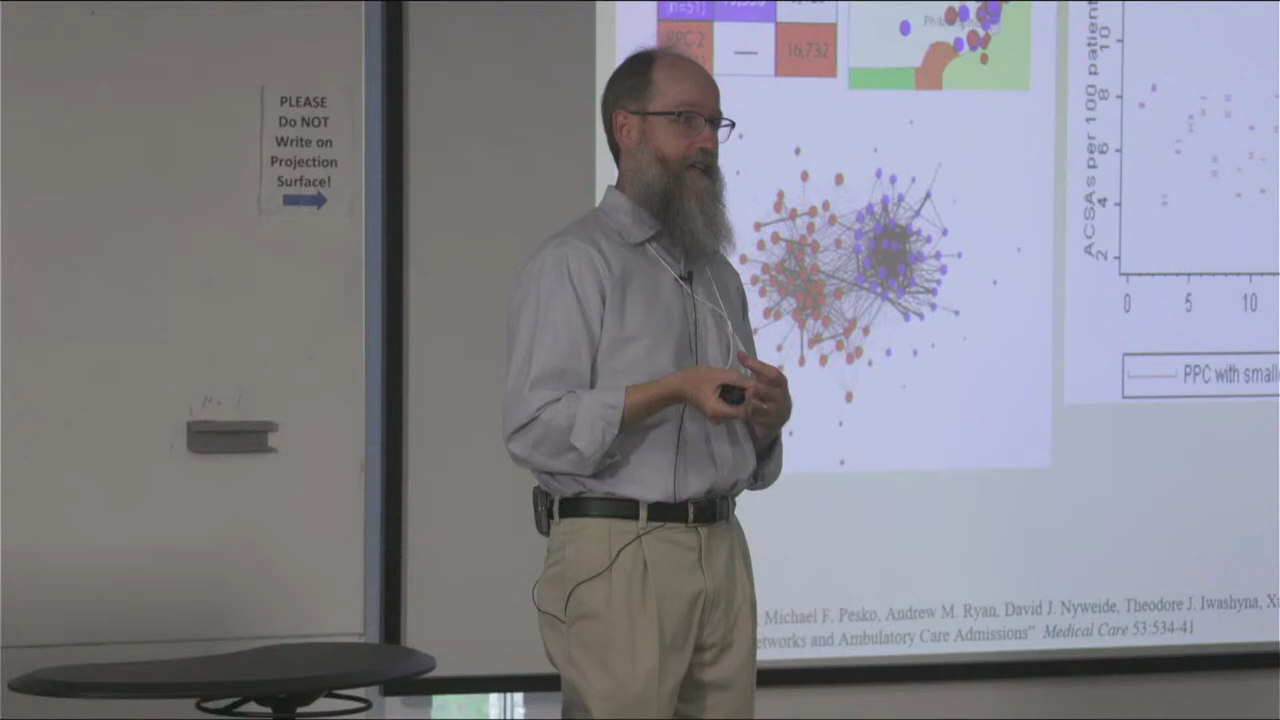 PLEASE
Do NOT
Write on
Projection
Surface!
(n=51)
PPC 2
—
16,732
ACSAs per 100 patient
10
8
6
4
2
0 5 10
PPC with small
, Michael F. Pesko, Andrew M. Ryan, David J. Nyweide, Theodore J. Iwashyna, X
etworks and Ambulatory Care Admissions" Medical Care 53:534-41